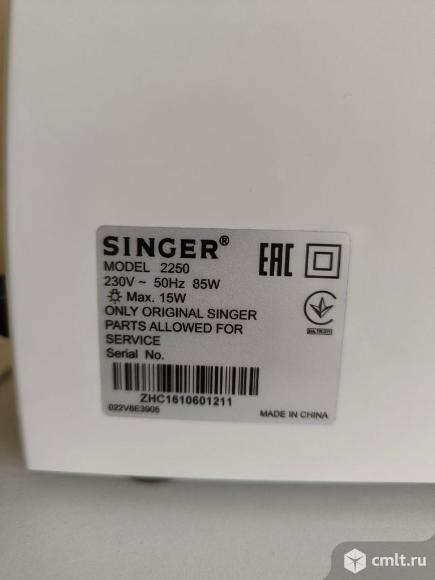 SINGER®
MODEL 2250
230V ~ 50Hz 85W
Max. 15W
ONLY ORIGINAL SINGER
PARTS ALLOWED FOR
SERVICE
Serial No.
EAC
ZHC1610601211
022V8E3906
MADE IN CHINA
cmlt.ru